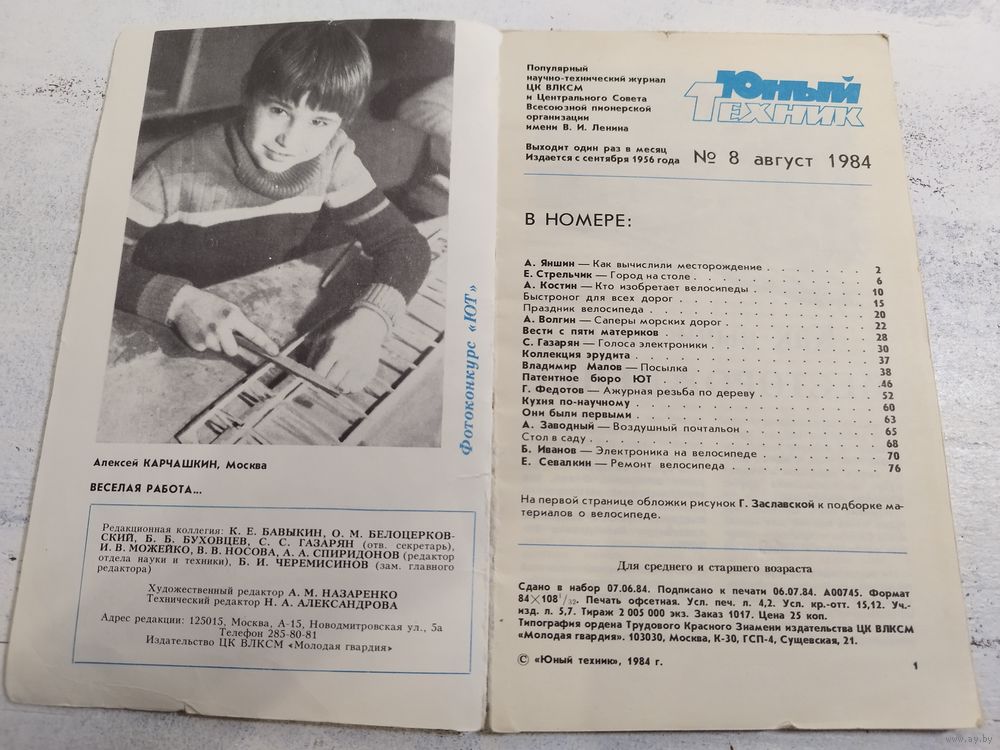 Фотоконкурс «ЮТ»
Алексей КАРЧАШКИН, Москва
ВЕСЕЛАЯ РАБОТА...
Редакционная коллегия: К. Е. БАВЫКИН, О. М. БЕЛОЦЕРКОВ-
СКИЙ, Б. Б. БУХОВЦЕВ, С. С. ГАЗАРЯН (отв. секретарь),
И. В. МОЖЕЙКО, В. В. НОСОВА, А. А. СПИРИДОНОВ (редактор
отдела науки и техники), Б. И. ЧЕРЕМИСИНОВ (зам. главного
редактора)
Художественный редактор А. М. НАЗАРЕНКО
Технический редактор Н. А. АЛЕКСАНДРОВА
Адрес редакции: 125015, Москва, А-15, Новодмитровская ул., 5а
Телефон 285-80-81
Издательство ЦК ВЛКСМ «Молодая гвардия»
Популярный
научно-технический журнал
ЦК ВЛКСМ
и Центрального Совета
Всесоюзной пионерской
организации
имени В. И. Ленина
Выходит один раз в месяц
Издается с сентября 1956 года
Юный
Техник
№ 8 август 1984
В НОМЕРЕ:
А. Яншин — Как вычислили месторождение . . . . . . . . 2
Е. Стрельчик — Город на столе . . . . . . . . 6
А. Костин — Кто изобретает велосипеды . . . . . . . . 10
Быстроног для всех дорог . . . . . . . . 15
Праздник велосипеда . . . . . . . . 20
А. Волгин — Саперы морских дорог . . . . . . . . 22
Вести с пяти материков . . . . . . . . 28
С. Газарян — Голоса электроники . . . . . . . . 30
Коллекция эрудита . . . . . . . . 37
Владимир Малов — Посылка . . . . . . . . 38
Патентное бюро ЮТ . . . . . . . . 46
Г. Федотов — Ажурная резьба по дереву . . . . . . . . 52
Кухня по-научному . . . . . . . . 60
Они были первыми . . . . . . . . 63
А. Заводный — Воздушный почтальон . . . . . . . . 65
Стол в саду . . . . . . . . 68
Б. Иванов — Электроника на велосипеде . . . . . . . . 70
Е. Севалкин — Ремонт велосипеда . . . . . . . . 76
На первой странице обложки рисунок Г. Заславской к подборке ма-
териалов о велосипеде.
Для среднего и старшего возраста
Сдано в набор 07.06.84. Подписано к печати 06.07.84. А00745. Формат
84×108 1/32. Печать офсетная. Усл. печ. л. 4,2. Усл. кр.-отт. 15,12. Уч.-
изд. л. 5,7. Тираж 2 005 000 экз. Заказ 1017. Цена 25 коп.
Типография ордена Трудового Красного Знамени издательства ЦК ВЛКСМ
«Молодая гвардия». 103030, Москва, К-30, ГСП-4, Сущевская, 21.
© «Юный техник», 1984 г.
1
www.ay.by